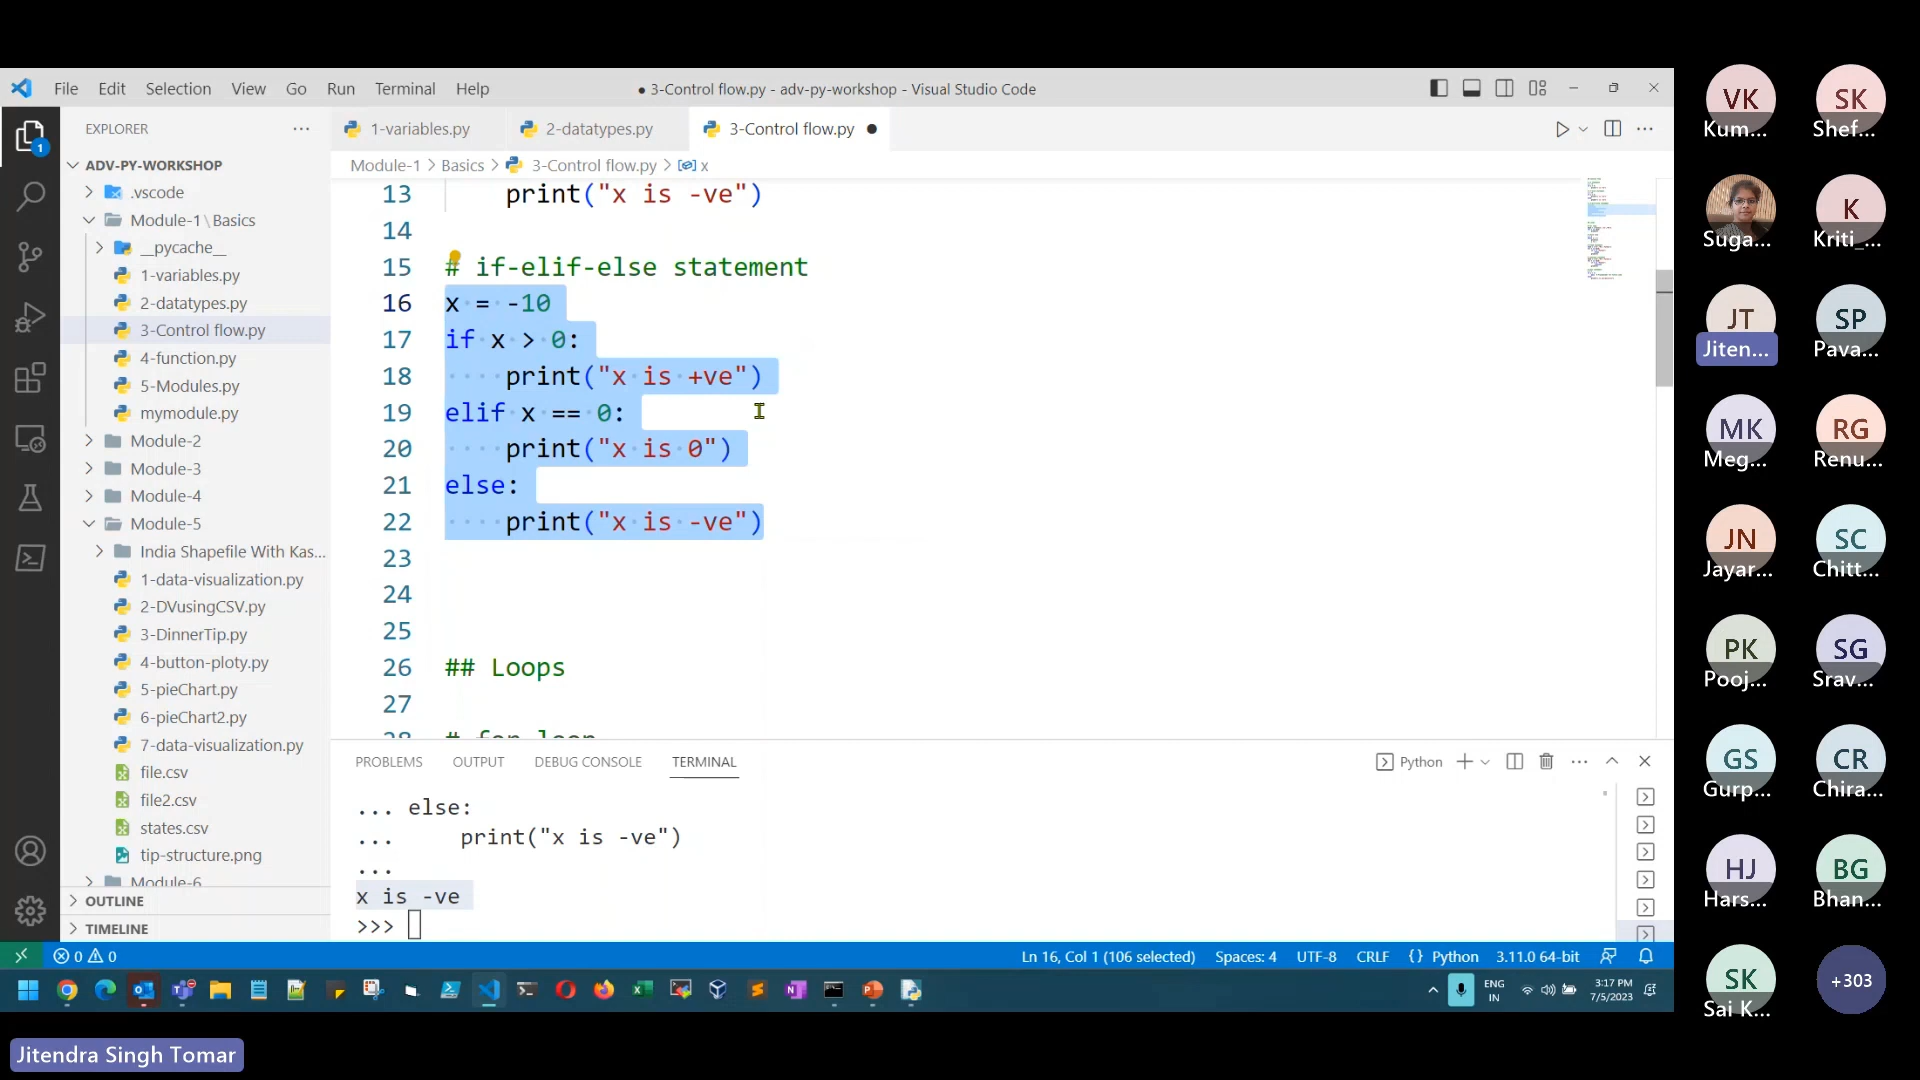 File Edit Selection View Go Run Terminal Help
● 3-Control flow.py - adv-py-workshop - Visual Studio Code
EXPLORER
1-variables.py
2-datatypes.py
3-Control flow.py
Module-1 > Basics > 3-Control flow.py > x
ADV-PY-WORKSHOP
.vscode
Module-1\Basics
__pycache__
1-variables.py
2-datatypes.py
3-Control flow.py
4-function.py
5-Modules.py
mymodule.py
Module-2
Module-3
Module-4
Module-5
India Shapefile With Kas...
1-data-visualization.py
2-DVusingCSV.py
3-DinnerTip.py
4-button-ploty.py
5-pieChart.py
6-pieChart2.py
7-data-visualization.py
file.csv
file2.csv
states.csv
tip-structure.png
Module-6
OUTLINE
TIMELINE
1
13 print("x is -ve")
14
15 # if-elif-else statement
16 x = -10
17 if x > 0:
18 print("x is +ve")
19 elif x == 0:
20 print("x is 0")
21 else:
22 print("x is -ve")
23
24
25
26 ## Loops
27
28 # for loop
PROBLEMS OUTPUT DEBUG CONSOLE TERMINAL
Python
... else:
... print("x is -ve")
...
x is -ve
>>>
0 0
Ln 16, Col 1 (106 selected) Spaces: 4 UTF-8 CRLF {} Python 3.11.0 64-bit
ENG
IN
3:17 PM
7/5/2023
VK
Kum...
SK
Shef...
Suga...
K
Kriti_...
JT
Jiten...
SP
Pava...
MK
Meg...
RG
Renu...
JN
Jayar...
SC
Chitt...
PK
Pooj...
SG
Srav...
GS
Gurp...
CR
Chira...
HJ
Hars...
BG
Bhan...
SK
Sai K...
+303
Jitendra Singh Tomar